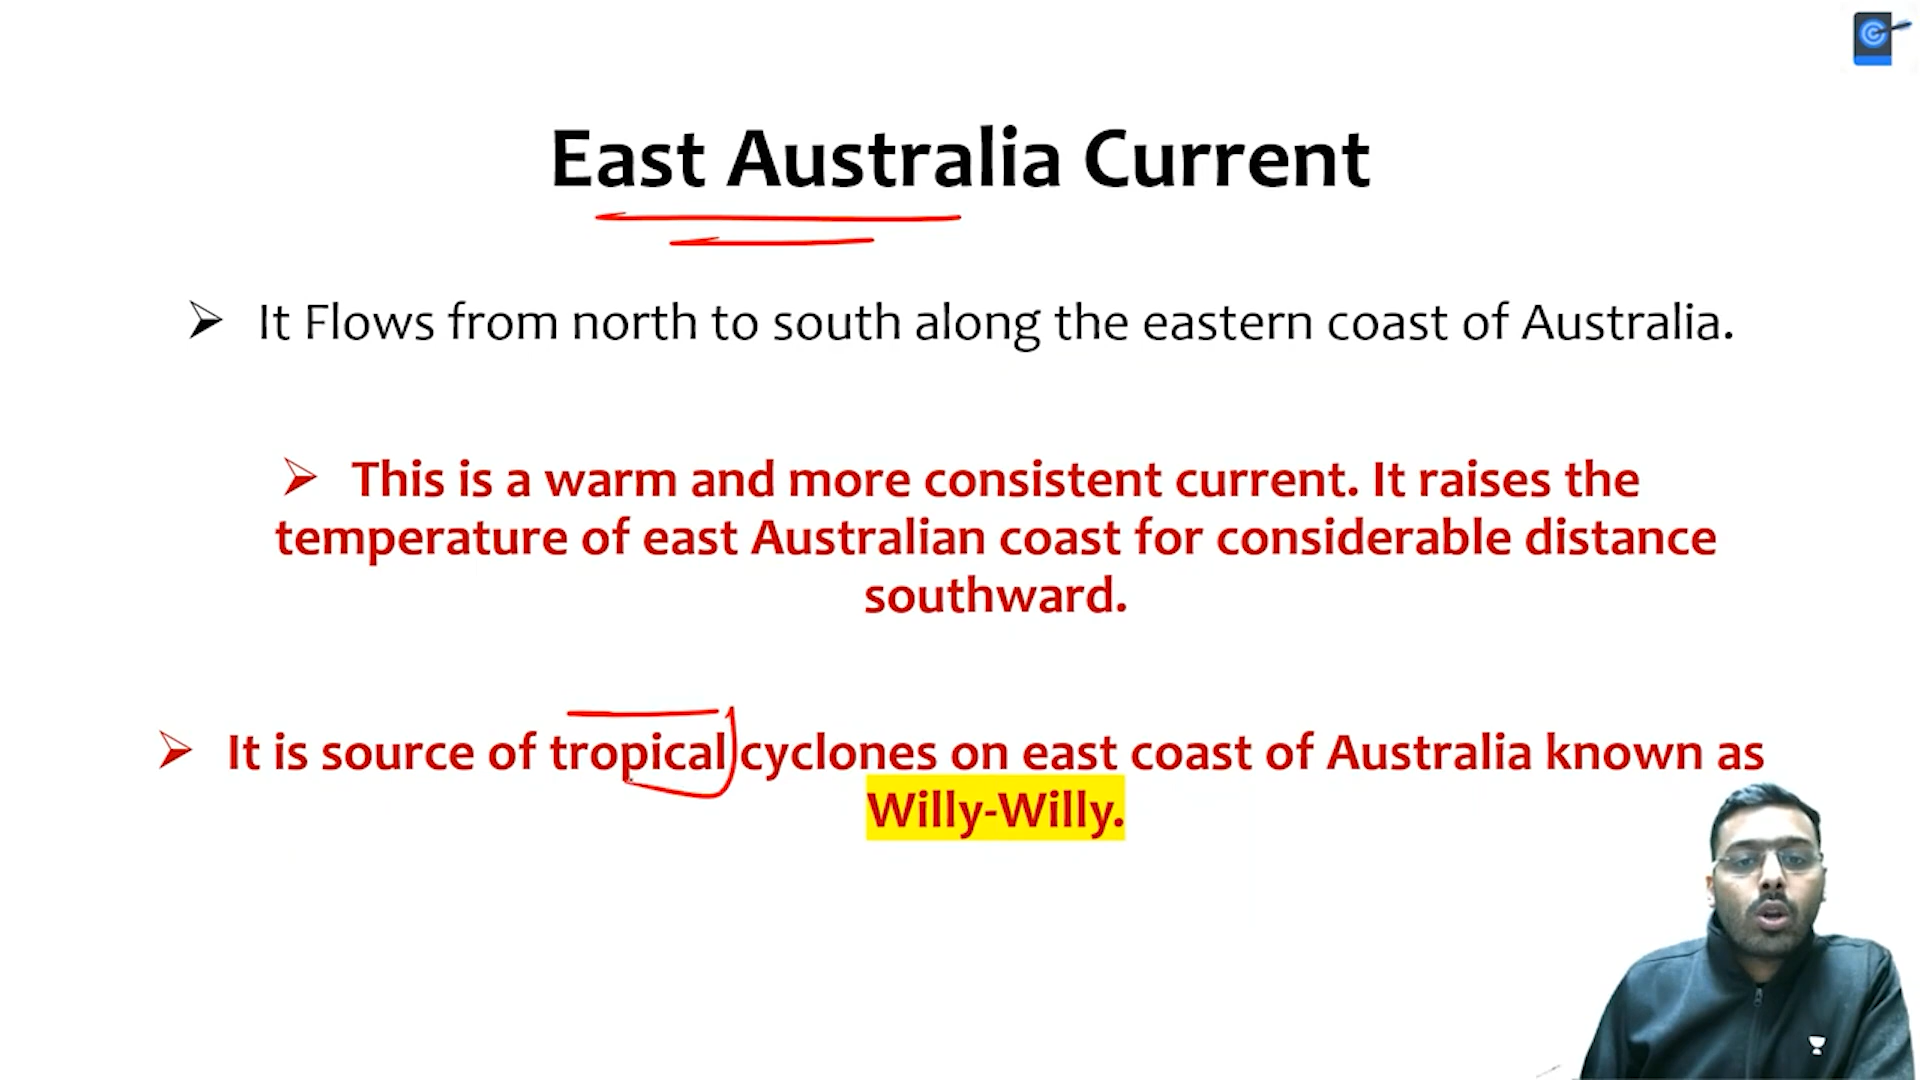 East Australia Current
➢ It Flows from north to south along the eastern coast of Australia.
➢ This is a warm and more consistent current. It raises the
temperature of east Australian coast for considerable distance
southward.
➢ It is source of tropical cyclones on east coast of Australia known as
Willy-Willy.